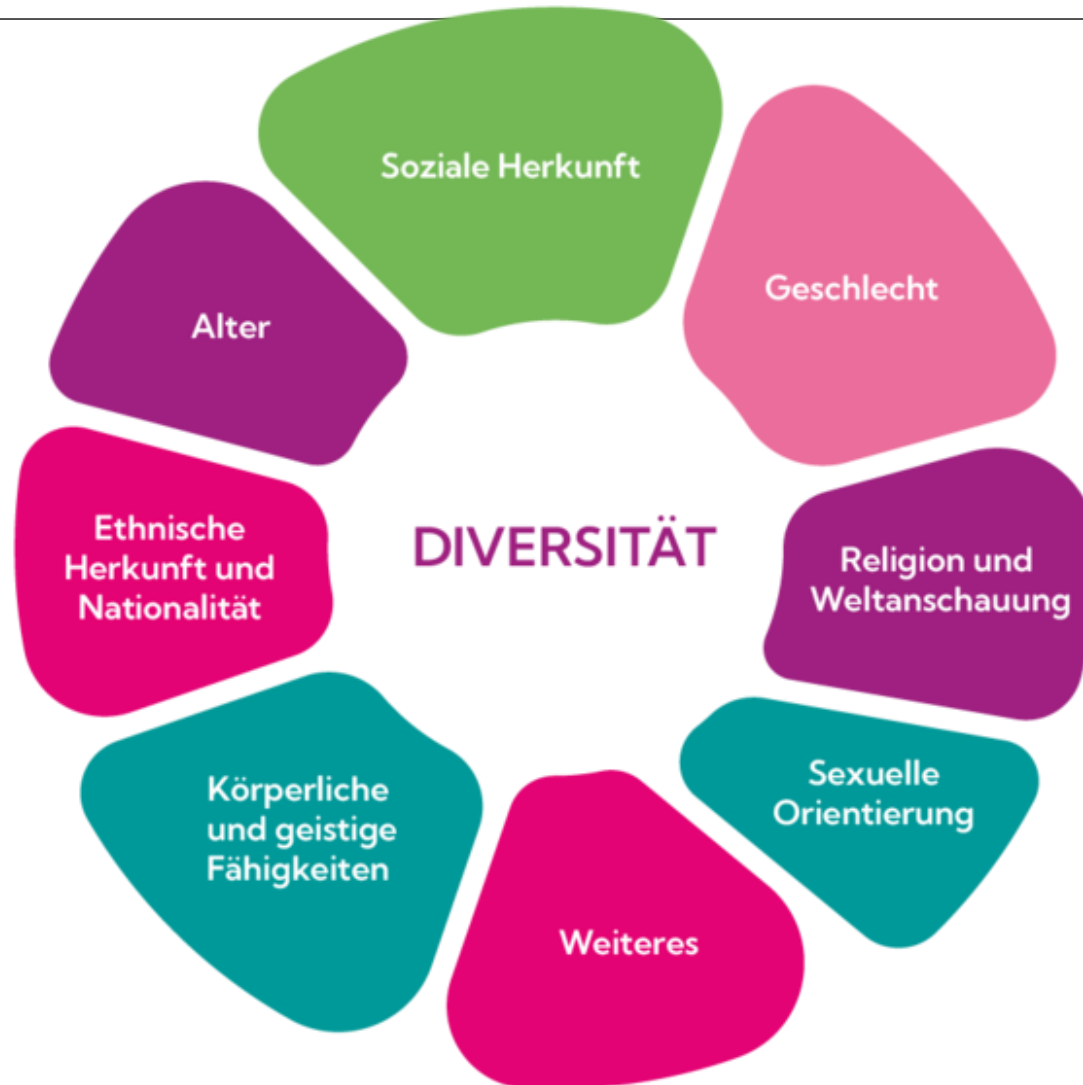 Soziale Herkunft
Geschlecht
Alter
Ethnische
Herkunft und
Nationalität
DIVERSITÄT
Religion und
Weltanschauung
Körperliche
und geistige
Fähigkeiten
Sexuelle
Orientierung
Weiteres